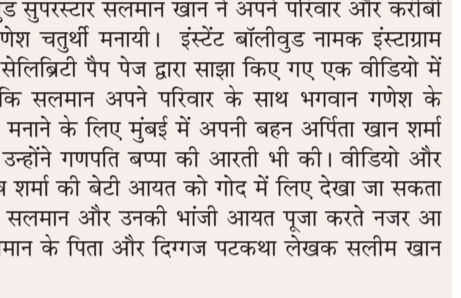 सुपरस्टार सलमान खान ने अपने परिवार और करीबी
चतुर्थी मनायी। इंस्टेंट बॉलीवुड नामक इंस्टाग्राम
सेलिब्रिटी पैप पेज द्वारा साझा किए गए एक वीडियो में
कि सलमान अपने परिवार के साथ भगवान गणेश के
मनाने के लिए मुंबई में अपनी बहन अर्पिता खान शर्मा
उन्होंने गणपति बप्पा की आरती भी की। वीडियो और
शर्मा की बेटी आयत को गोद में लिए देखा जा सकता
सलमान और उनकी भांजी आयत पूजा करते नजर आ
के पिता और दिग्गज पटकथा लेखक सलीम खान